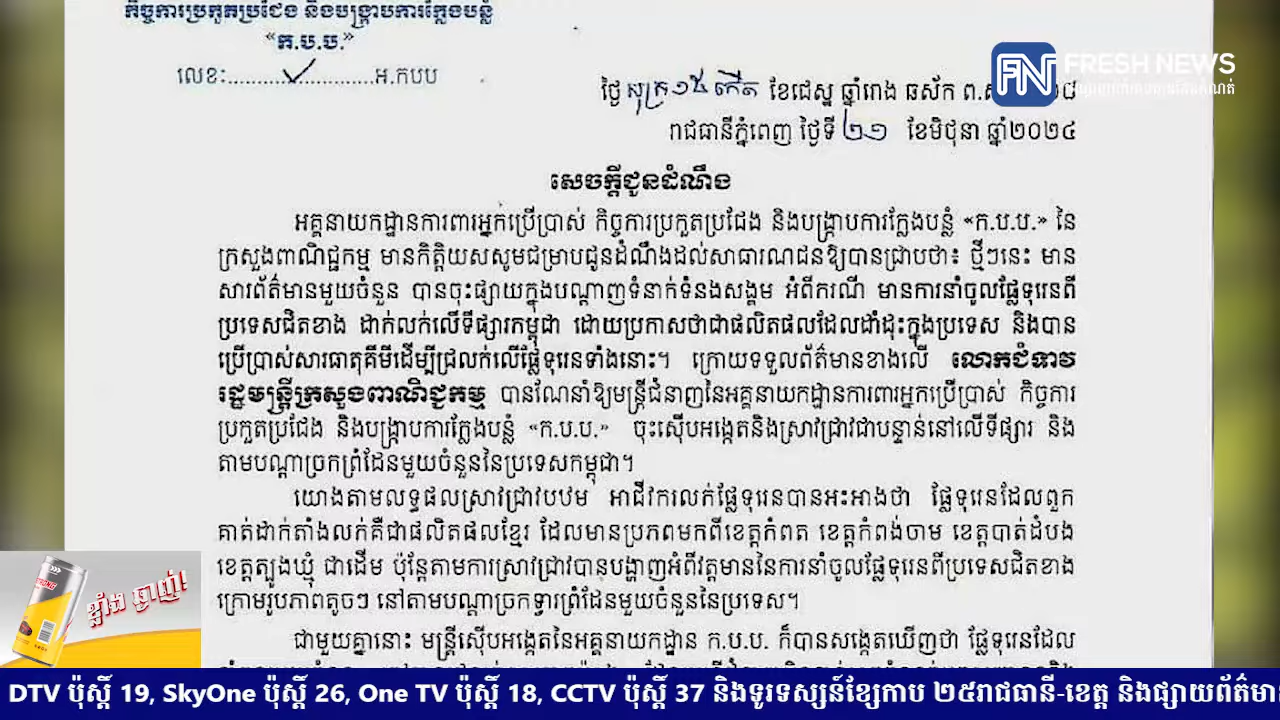 កិច្ចការប្រកួតប្រជែង និងបង្ក្រាបការក្លែងបន្លំ
“ក.ប.ប.”
លេខៈ........................អ.កបប
FRESH NEWS
ថ្ងៃ សុក្រ ១៥ កើត ខែជេស្ឋ ឆ្នាំរោង ឆស័ក ព.ស
រាជធានីភ្នំពេញ ថ្ងៃទី ២១ ខែមិថុនា ឆ្នាំ២០២៤
សេចក្តីជូនដំណឹង
អគ្គនាយកដ្ឋានការពារអ្នកប្រើប្រាស់ កិច្ចការប្រកួតប្រជែង និងបង្ក្រាបការក្លែងបន្លំ «ក.ប.ប.» នៃ
ក្រសួងពាណិជ្ជកម្ម មានកិត្តិយសសូមជម្រាបជូនដំណឹងដល់សាធារណជនឱ្យបានជ្រាបថា៖ ថ្មីៗនេះ មាន
សារព័ត៌មានមួយចំនួន បានចុះផ្សាយក្នុងបណ្តាញទំនាក់ទំនងសង្គម អំពីករណី មានការនាំចូលផ្លែទុរេនពី
ប្រទេសជិតខាង ដាក់លក់លើទីផ្សារកម្ពុជា ដោយប្រកាសថាជាផលិតផលដែលដាំដុះក្នុងប្រទេស និងបាន
ប្រើប្រាស់សារធាតុគីមីដើម្បីជ្រលក់លើផ្លែទុរេនទាំងនោះ។ ក្រោយទទួលព័ត៌មានខាងលើ លោកជំទាវ
រដ្ឋមន្ត្រីក្រសួងពាណិជ្ជកម្ម បានណែនាំឱ្យមន្ត្រីជំនាញនៃអគ្គនាយកដ្ឋានការពារអ្នកប្រើប្រាស់ កិច្ចការ
ប្រកួតប្រជែង និងបង្ក្រាបការក្លែងបន្លំ «ក.ប.ប.» ចុះស៊ើបអង្កេតនិងស្រាវជ្រាវជាបន្ទាន់នៅលើទីផ្សារ និង
តាមបណ្តាច្រកព្រំដែនមួយចំនួននៃប្រទេសកម្ពុជា។
យោងតាមលទ្ធផលស្រាវជ្រាវបឋម អាជីវករលក់ផ្លែទុរេនបានអះអាងថា ផ្លែទុរេនដែលពួក
គាត់ដាក់តាំងលក់គឺជាផលិតផលខ្មែរ ដែលមានប្រភពមកពីខេត្តកំពត ខេត្តកំពង់ចាម ខេត្តបាត់ដំបង
ខេត្តត្បូងឃ្មុំ ជាដើម ប៉ុន្តែតាមការស្រាវជ្រាវបានបង្ហាញអំពីវត្តមាននៃការនាំចូលផ្លែទុរេនពីប្រទេសជិតខាង
ក្រោមរូបភាពតូចៗ នៅតាមបណ្តាច្រកទ្វារព្រំដែនមួយចំនួននៃប្រទេស។
ជាមួយគ្នានោះ មន្ត្រីស៊ើបអង្កេតនៃអគ្គនាយកដ្ឋាន ក.ប.ប. ក៏បានសង្កេតឃើញថា ផ្លែទុរេនដែល
ខ្លាំង ឆ្ងាញ់!
DTV ប៉ុស្តិ៍ 19, SkyOne ប៉ុស្តិ៍ 26, One TV ប៉ុស្តិ៍ 18, CCTV ប៉ុស្តិ៍ 37 និងទូរទស្សន៍ខ្សែកាប ២៥រាជធានី-ខេត្ត និងផ្សាយព័ត៌មាន